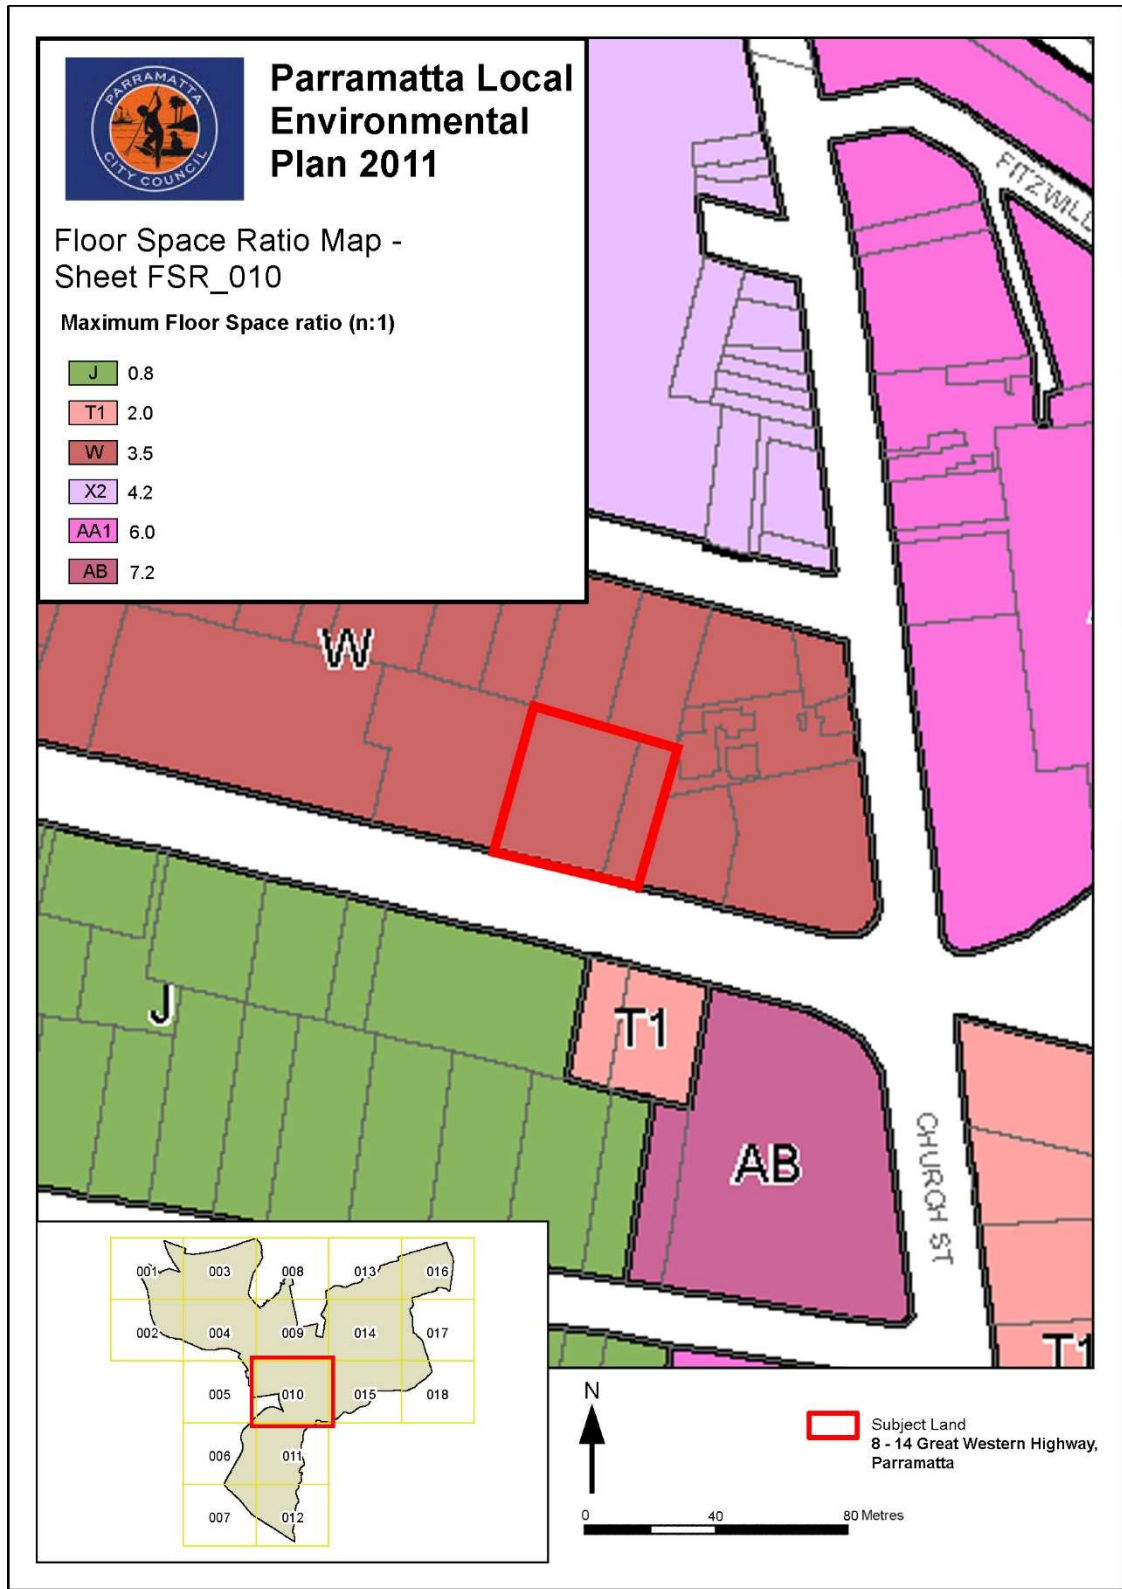 PARRAMATTA
CITY COUNCIL
Parramatta Local
Environmental
Plan 2011
Floor Space Ratio Map -
Sheet FSR_010
Maximum Floor Space ratio (n:1)
J 0.8
T1 2.0
W 3.5
X2 4.2
AA1 6.0
AB 7.2
FITZWILL
W
J
T1
AB
CHURCH ST
T1
001 003 008 013 016
002 004 009 014 017
005 010 015 018
006 011
007 012
N
0 40 80 Metres
Subject Land
8 - 14 Great Western Highway,
Parramatta